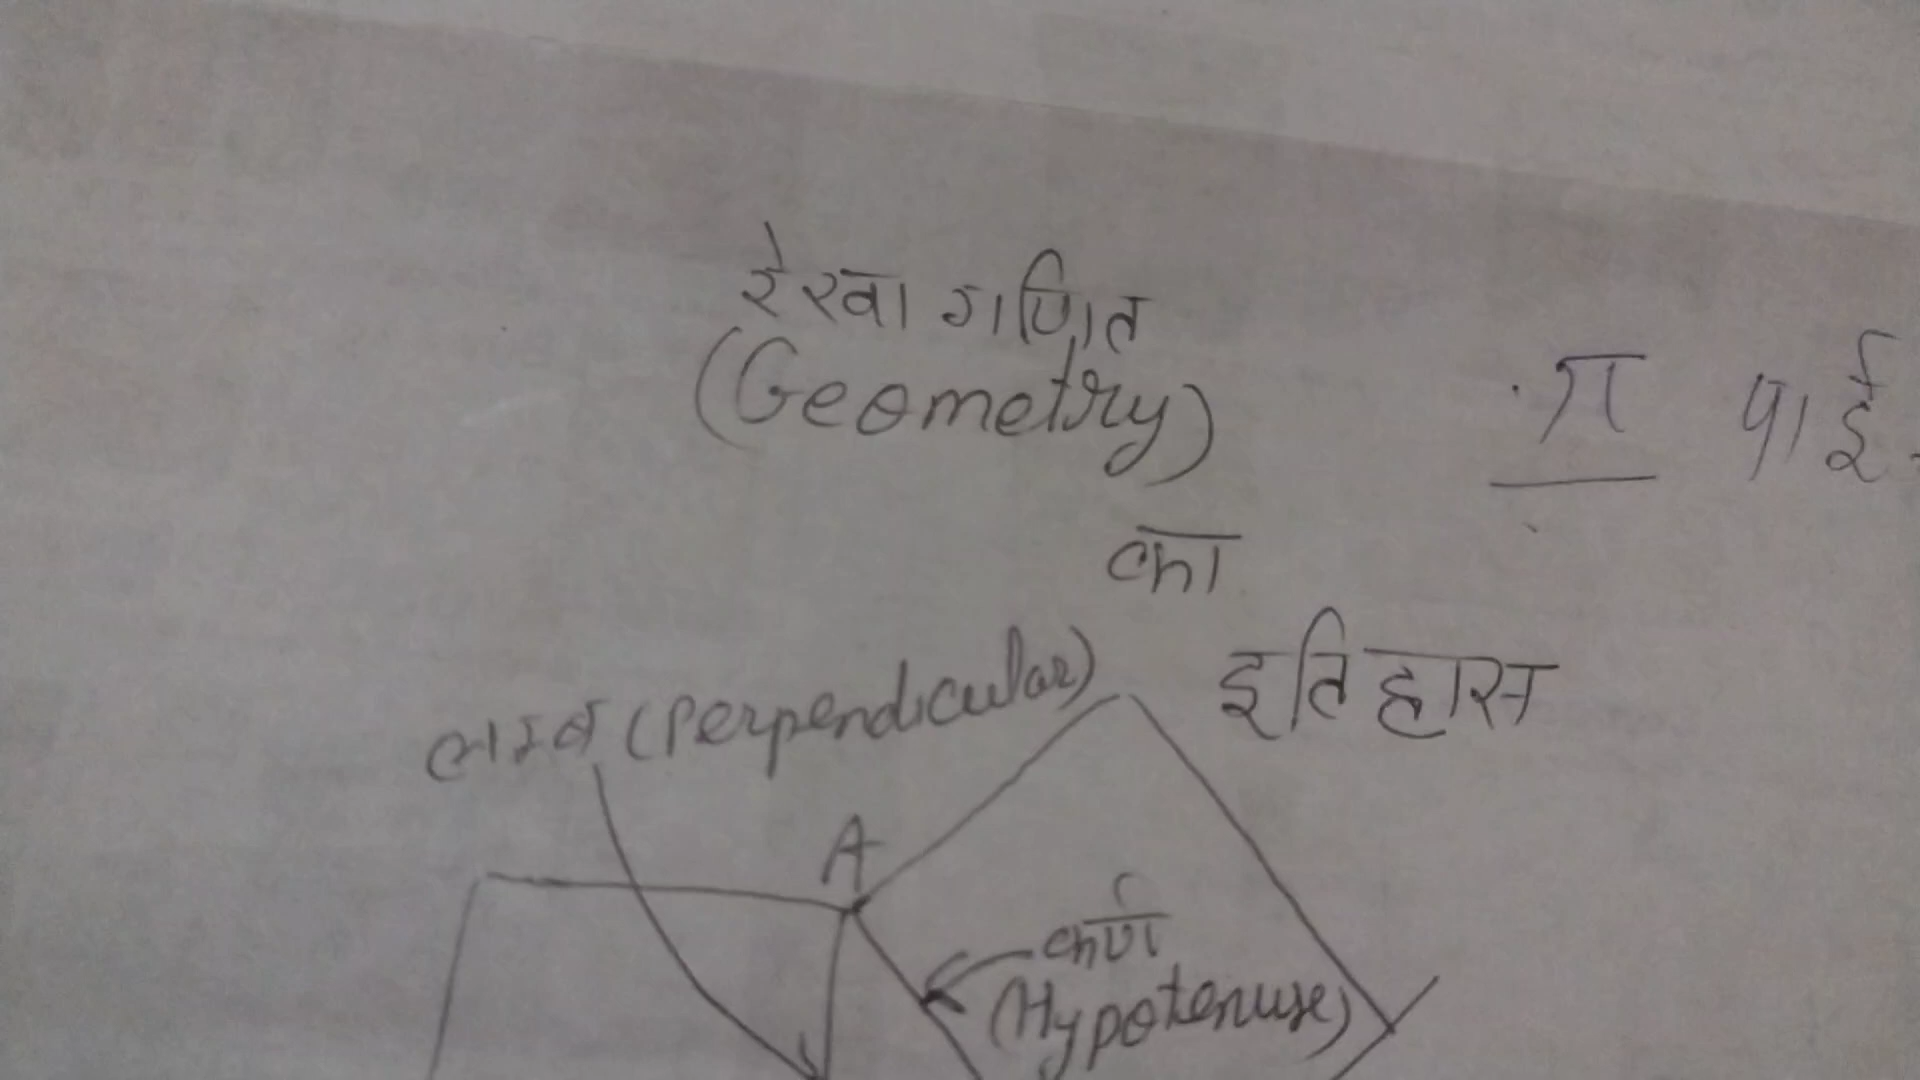 रेखा गणित
(Geometry)
π पाई
का
इतिहास
लम्ब (Perpendicular)
A
कर्ण
(Hypotenuse)